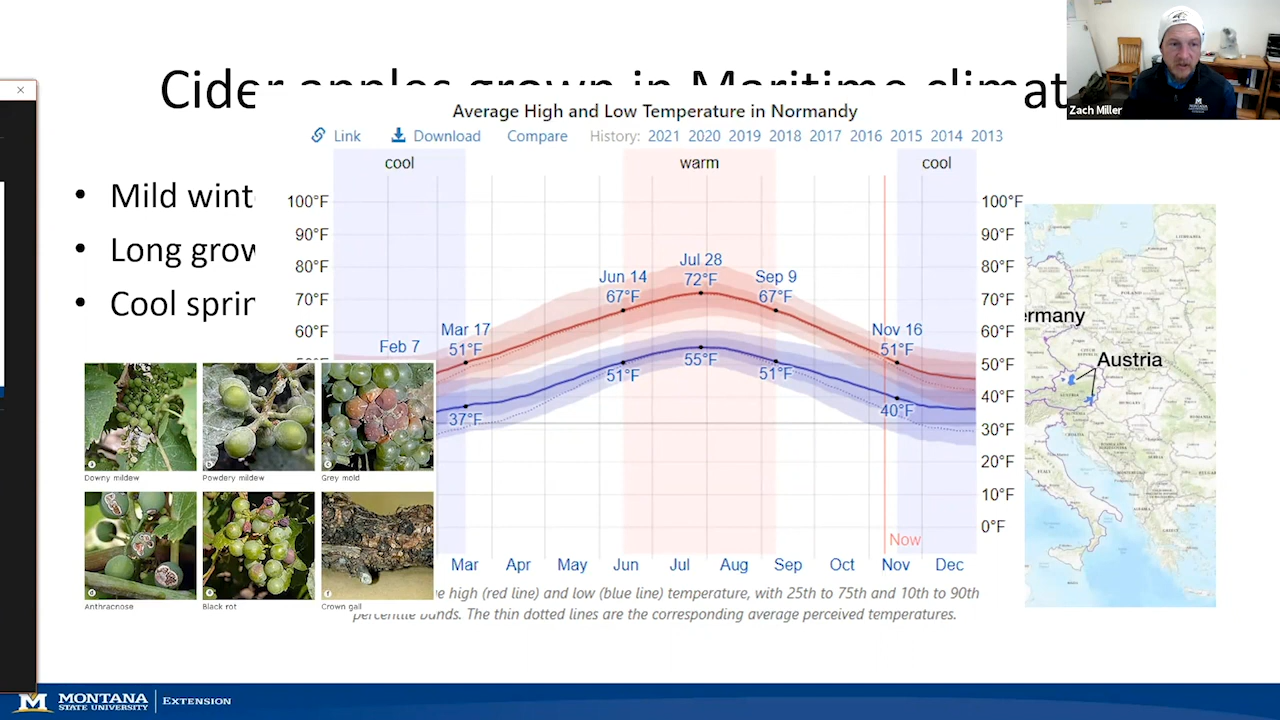 Cider apples grown in Maritime climat
Zach Miller
Average High and Low Temperature in Normandy
Link Download Compare History: 2021 2020 2019 2018 2017 2016 2015 2014 2013
cool warm cool
• Mild wint
• Long grow
• Cool sprin
100°F 100°F
90°F 90°F
80°F 80°F
70°F 70°F
60°F 60°F
50°F 50°F
40°F
30°F
20°F
10°F
0°F
Feb 7
Mar 17
51°F
Jun 14
67°F
Jul 28
72°F
Sep 9
67°F
Nov 16
51°F
37°F
51°F
55°F
51°F
40°F
Now
Mar Apr May Jun Jul Aug Sep Oct Nov Dec
e high (red line) and low (blue line) temperature, with 25th to 75th and 10th to 90th
percentile bands. The thin dotted lines are the corresponding average perceived temperatures.
Downy mildew
Powdery mildew
Grey mold
Anthracnose
Black rot
Crown gall
rmany
Austria
M MONTANA
STATE UNIVERSITY
EXTENSION